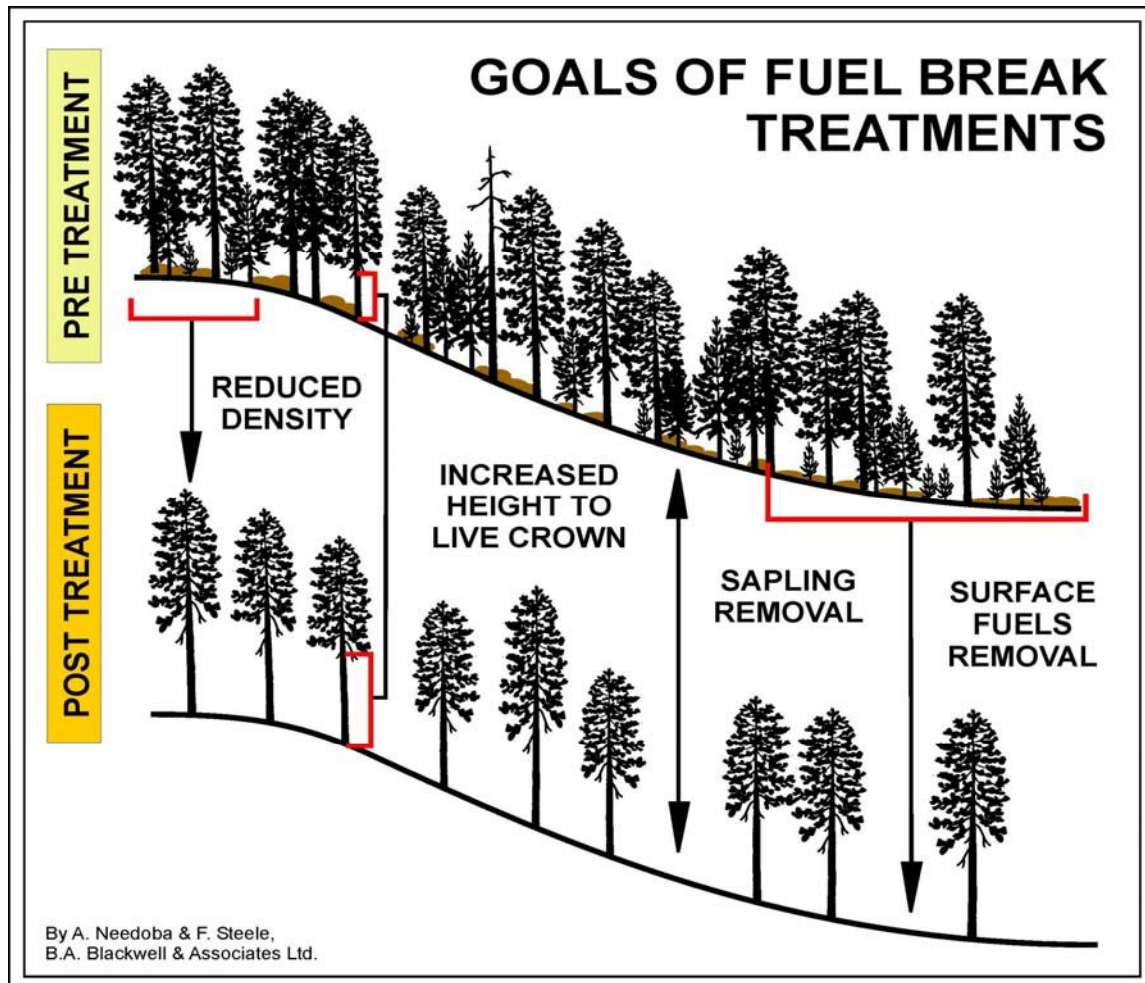 GOALS OF FUEL BREAK
TREATMENTS
PRE TREATMENT
REDUCED
DENSITY
INCREASED
HEIGHT TO
LIVE CROWN
SAPLING
REMOVAL
SURFACE
FUELS
REMOVAL
POST TREATMENT
By A. Needoba & F. Steele,
B.A. Blackwell & Associates Ltd.